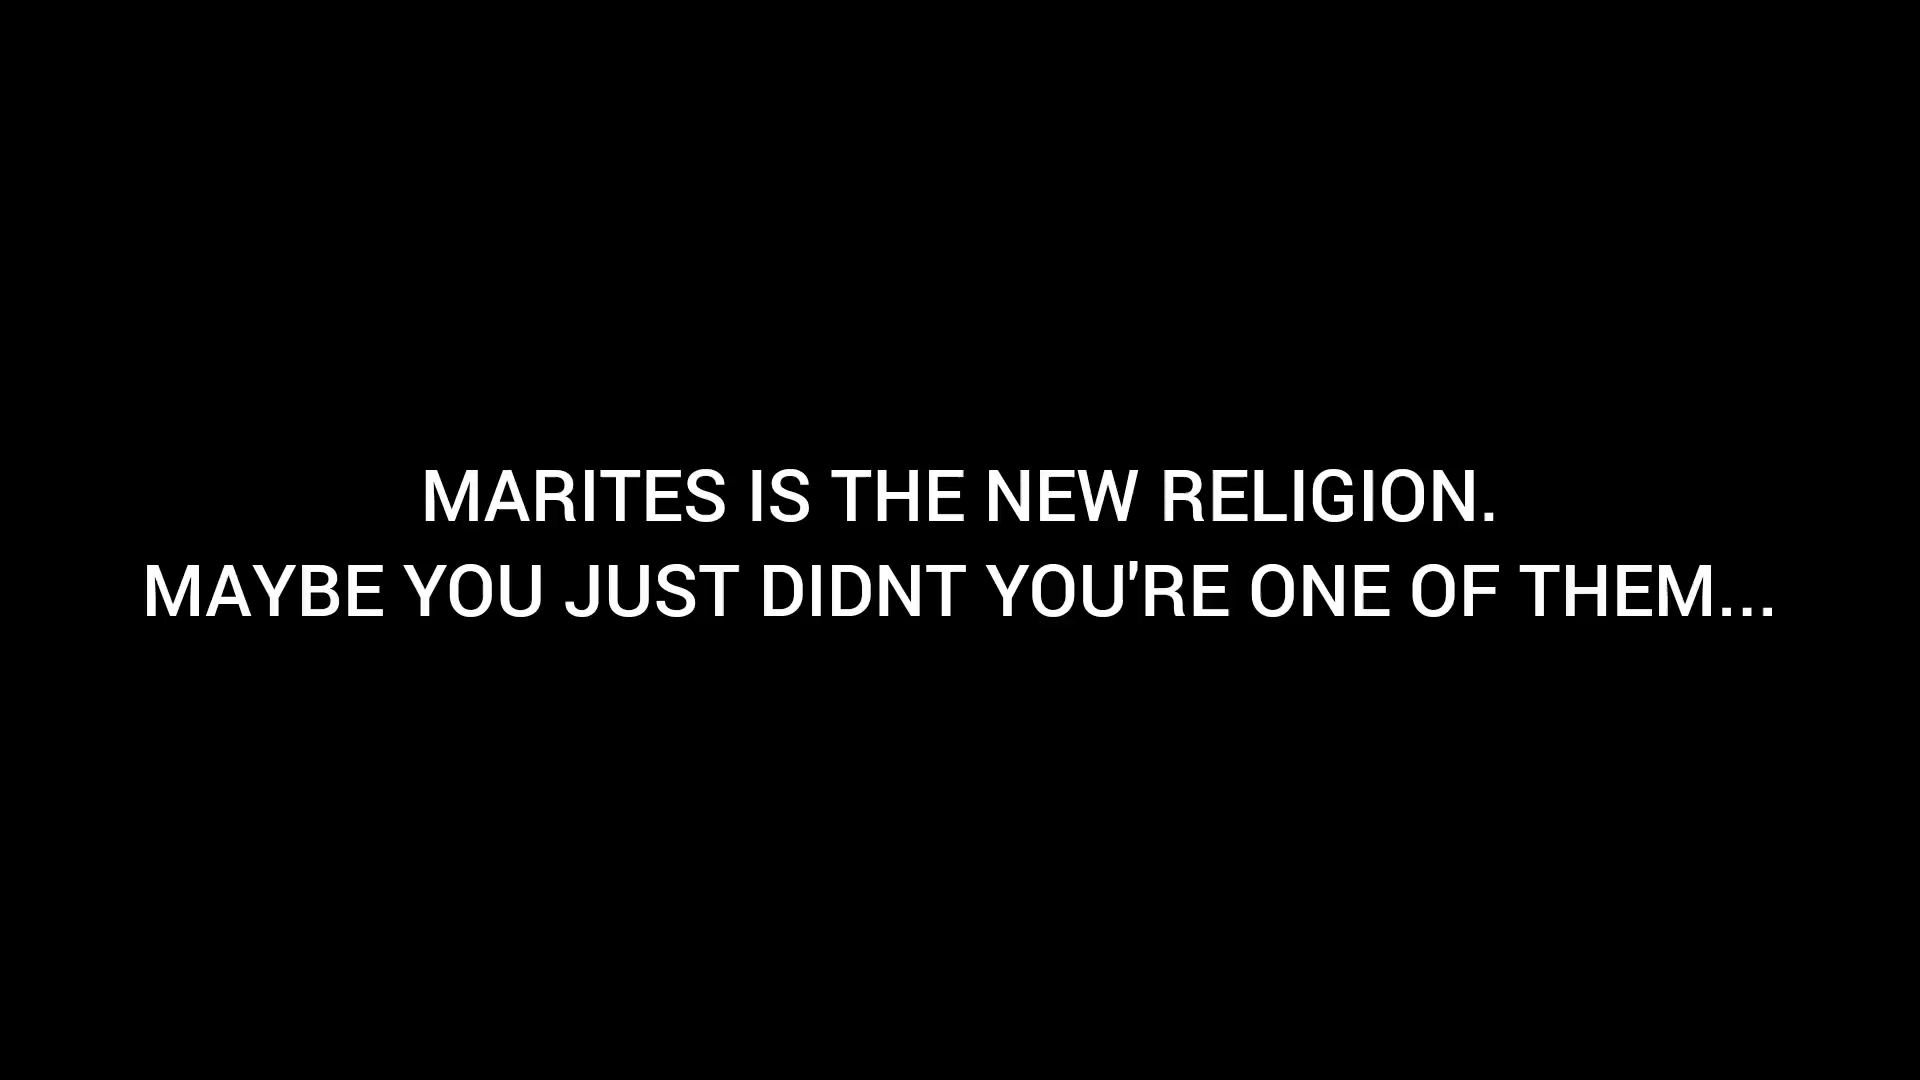 MARITES IS THE NEW RELIGION.
MAYBE YOU JUST DIDNT YOU'RE ONE OF THEM...